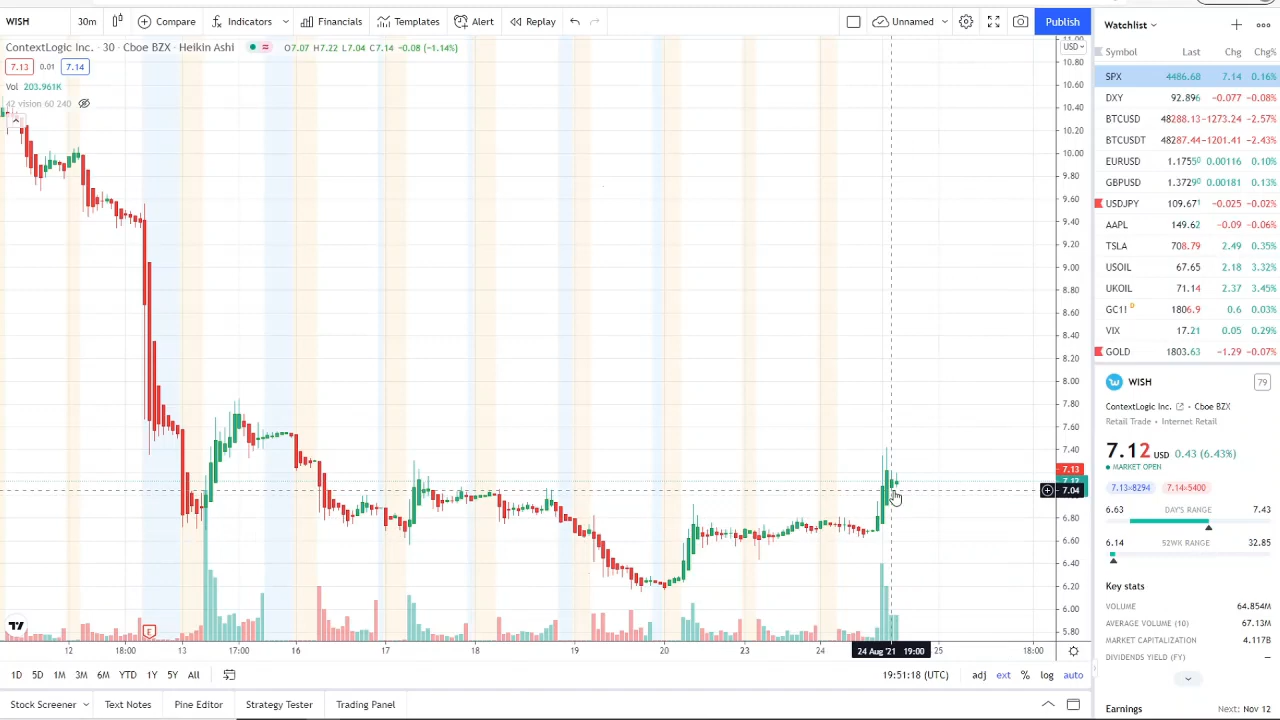 WISH 30m Compare Indicators Financials Templates Alert Replay Unnamed Publish
ContextLogic Inc. · 30 · Cboe BZX · Heikin Ashi O7.07 H7.22 L7.04 C7.14 −0.08 (−1.14%)
7.13 0.01 7.14
Vol 203.961K
42 vision 60 240
USD
10.80
10.60
10.40
10.20
10.00
9.80
9.60
9.40
9.20
9.00
8.80
8.60
8.40
8.20
8.00
7.80
7.60
7.40
7.13
7.12
7.04
6.80
6.60
6.40
6.20
6.00
5.80
E
12 18:00 13 17:00 16 17 18 19 20 23 24 24 Aug '21 19:00 25 18:00
1D 5D 1M 3M 6M YTD 1Y 5Y All 19:51:18 (UTC) adj ext % log auto
Stock Screener Text Notes Pine Editor Strategy Tester Trading Panel
Watchlist
Symbol Last Chg Chg%
SPX 4486.68 7.14 0.16%
DXY 92.896 −0.077 −0.08%
BTCUSD 48288.13 −1273.24 −2.57%
BTCUSDT 48287.44 −1201.41 −2.43%
EURUSD 1.1755⁰ 0.00116 0.10%
GBPUSD 1.3729⁰ 0.00181 0.13%
USDJPY 109.67¹ −0.025 −0.02%
AAPL 149.62 −0.09 −0.06%
TSLA 708.79 2.49 0.35%
USOIL 67.65 2.18 3.32%
UKOIL 71.14 2.37 3.45%
GC1! D 1806.9 0.6 0.03%
VIX 17.21 0.05 0.29%
GOLD 1803.63 −1.29 −0.07%
WISH 79
ContextLogic Inc. • Cboe BZX
Retail Trade • Internet Retail
7.12 USD 0.43 (6.43%)
MARKET OPEN
7.13×8294 7.14×5400
6.63 DAY'S RANGE 7.43
6.14 52WK RANGE 32.85
Key stats
VOLUME 64.854M
AVERAGE VOLUME (10) 67.13M
MARKET CAPITALIZATION 4.117B
DIVIDENDS YIELD (FY) —
Earnings Next: Nov 12